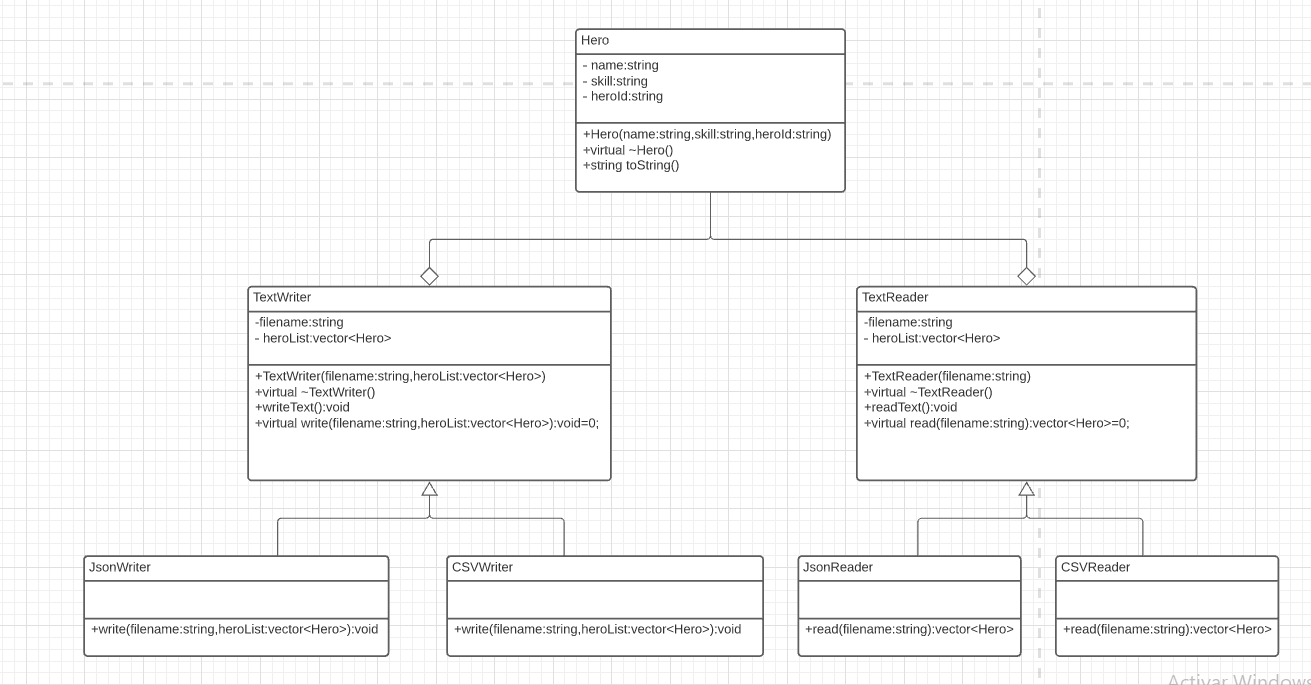 Hero
- name:string
- skill:string
- heroId:string
+Hero(name:string,skill:string,heroId:string)
+virtual ~Hero()
+string toString()
TextWriter
-filename:string
- heroList:vector<Hero>
+TextWriter(filename:string,heroList:vector<Hero>)
+virtual ~TextWriter()
+writeText():void
+virtual write(filename:string,heroList:vector<Hero>):void=0;
TextReader
-filename:string
- heroList:vector<Hero>
+TextReader(filename:string)
+virtual ~TextReader()
+readText():void
+virtual read(filename:string):vector<Hero>=0;
JsonWriter
+write(filename:string,heroList:vector<Hero>):void
CSVWriter
+write(filename:string,heroList:vector<Hero>):void
JsonReader
+read(filename:string):vector<Hero>
CSVReader
+read(filename:string):vector<Hero>
Activar Windows